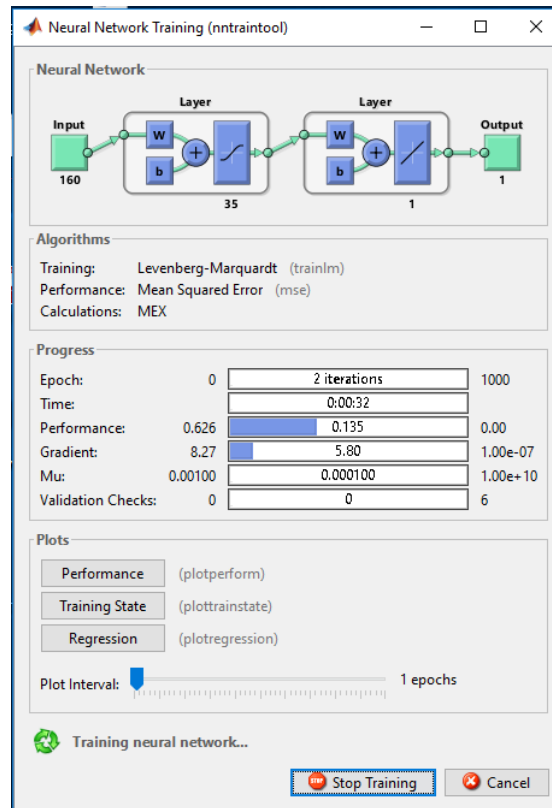 Neural Network Training (nntraintool)
Neural Network
Layer Layer
Input Output
W W
b b
160 1
35 1
Algorithms
Training: Levenberg-Marquardt (trainlm)
Performance: Mean Squared Error (mse)
Calculations: MEX
Progress
Epoch: 0 2 iterations 1000
Time: 0:00:32
Performance: 0.626 0.135 0.00
Gradient: 8.27 5.80 1.00e-07
Mu: 0.00100 0.000100 1.00e+10
Validation Checks: 0 0 6
Plots
Performance (plotperform)
Training State (plottrainstate)
Regression (plotregression)
Plot Interval: 1 epochs
Training neural network...
Stop Training Cancel